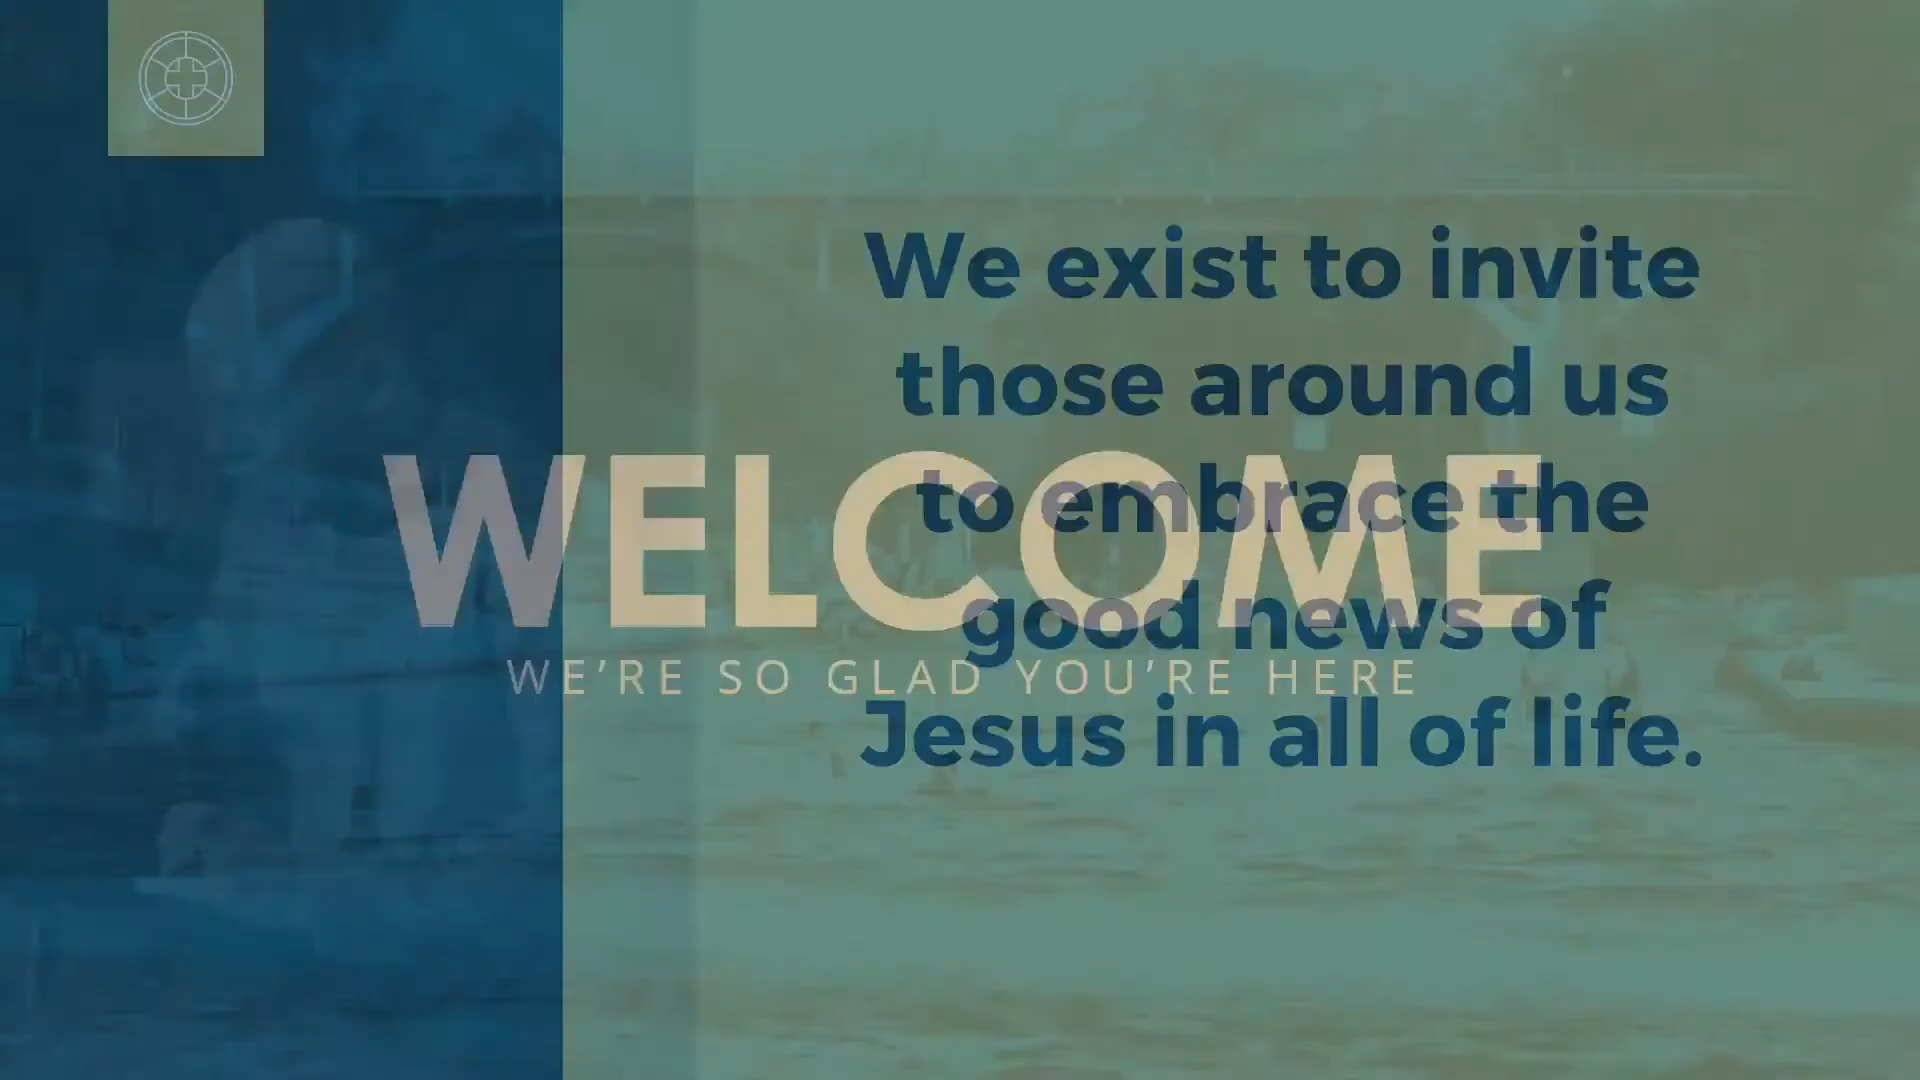 We exist to invite
those around us
to embrace the
good news of
Jesus in all of life.
WELCOME
WE’RE SO GLAD YOU’RE HERE